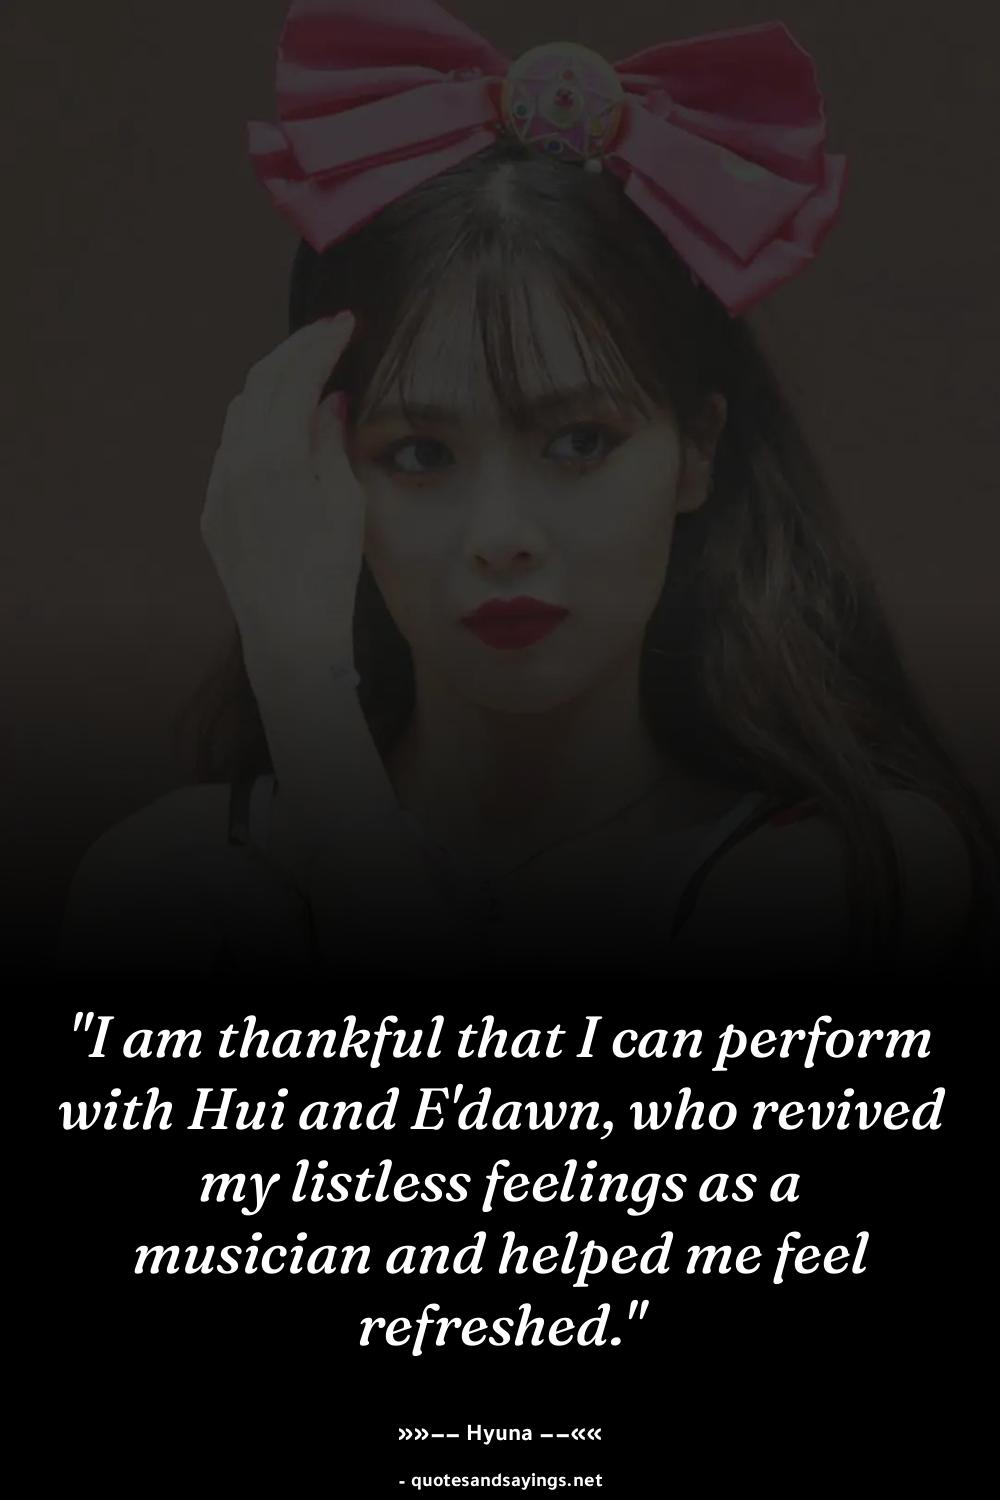 "I am thankful that I can perform
with Hui and E'dawn, who revived
my listless feelings as a
musician and helped me feel
refreshed."
»»−− Hyuna −−««
- quotesandsayings.net